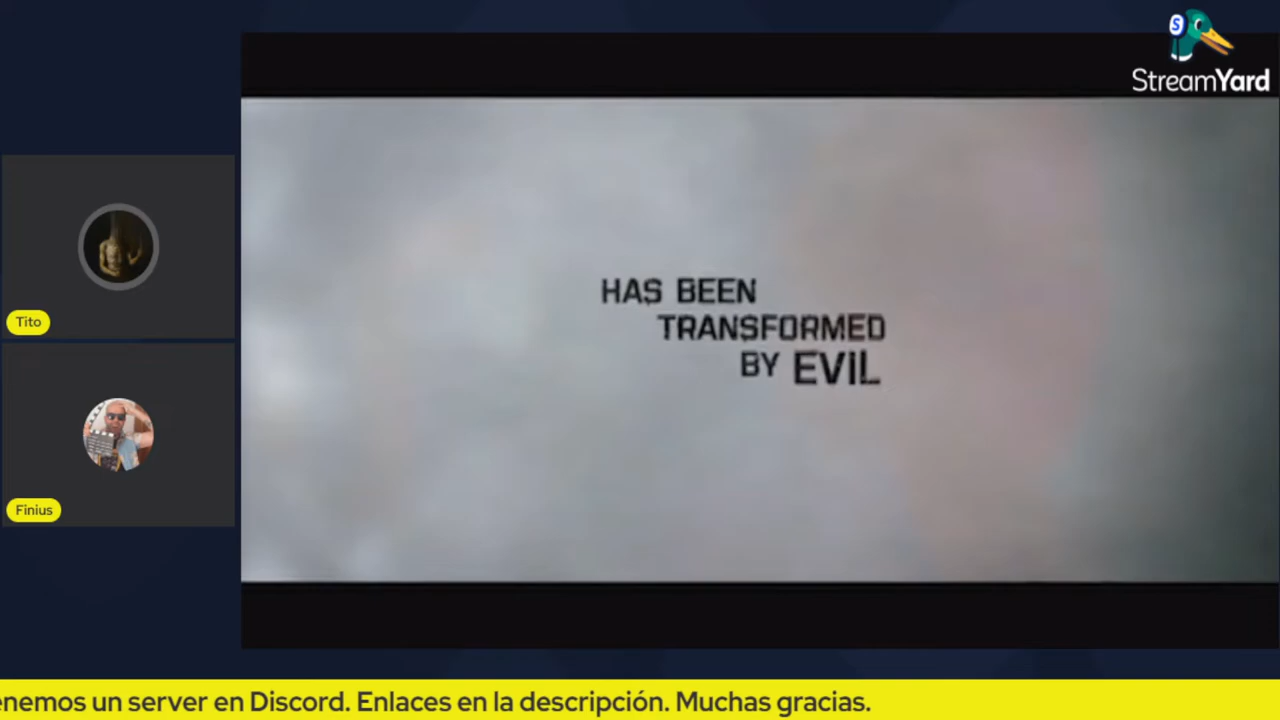 StreamYard
HAS BEEN
TRANSFORMED
BY EVIL
Tito
Finius
enemos un server en Discord. Enlaces en la descripción. Muchas gracias.